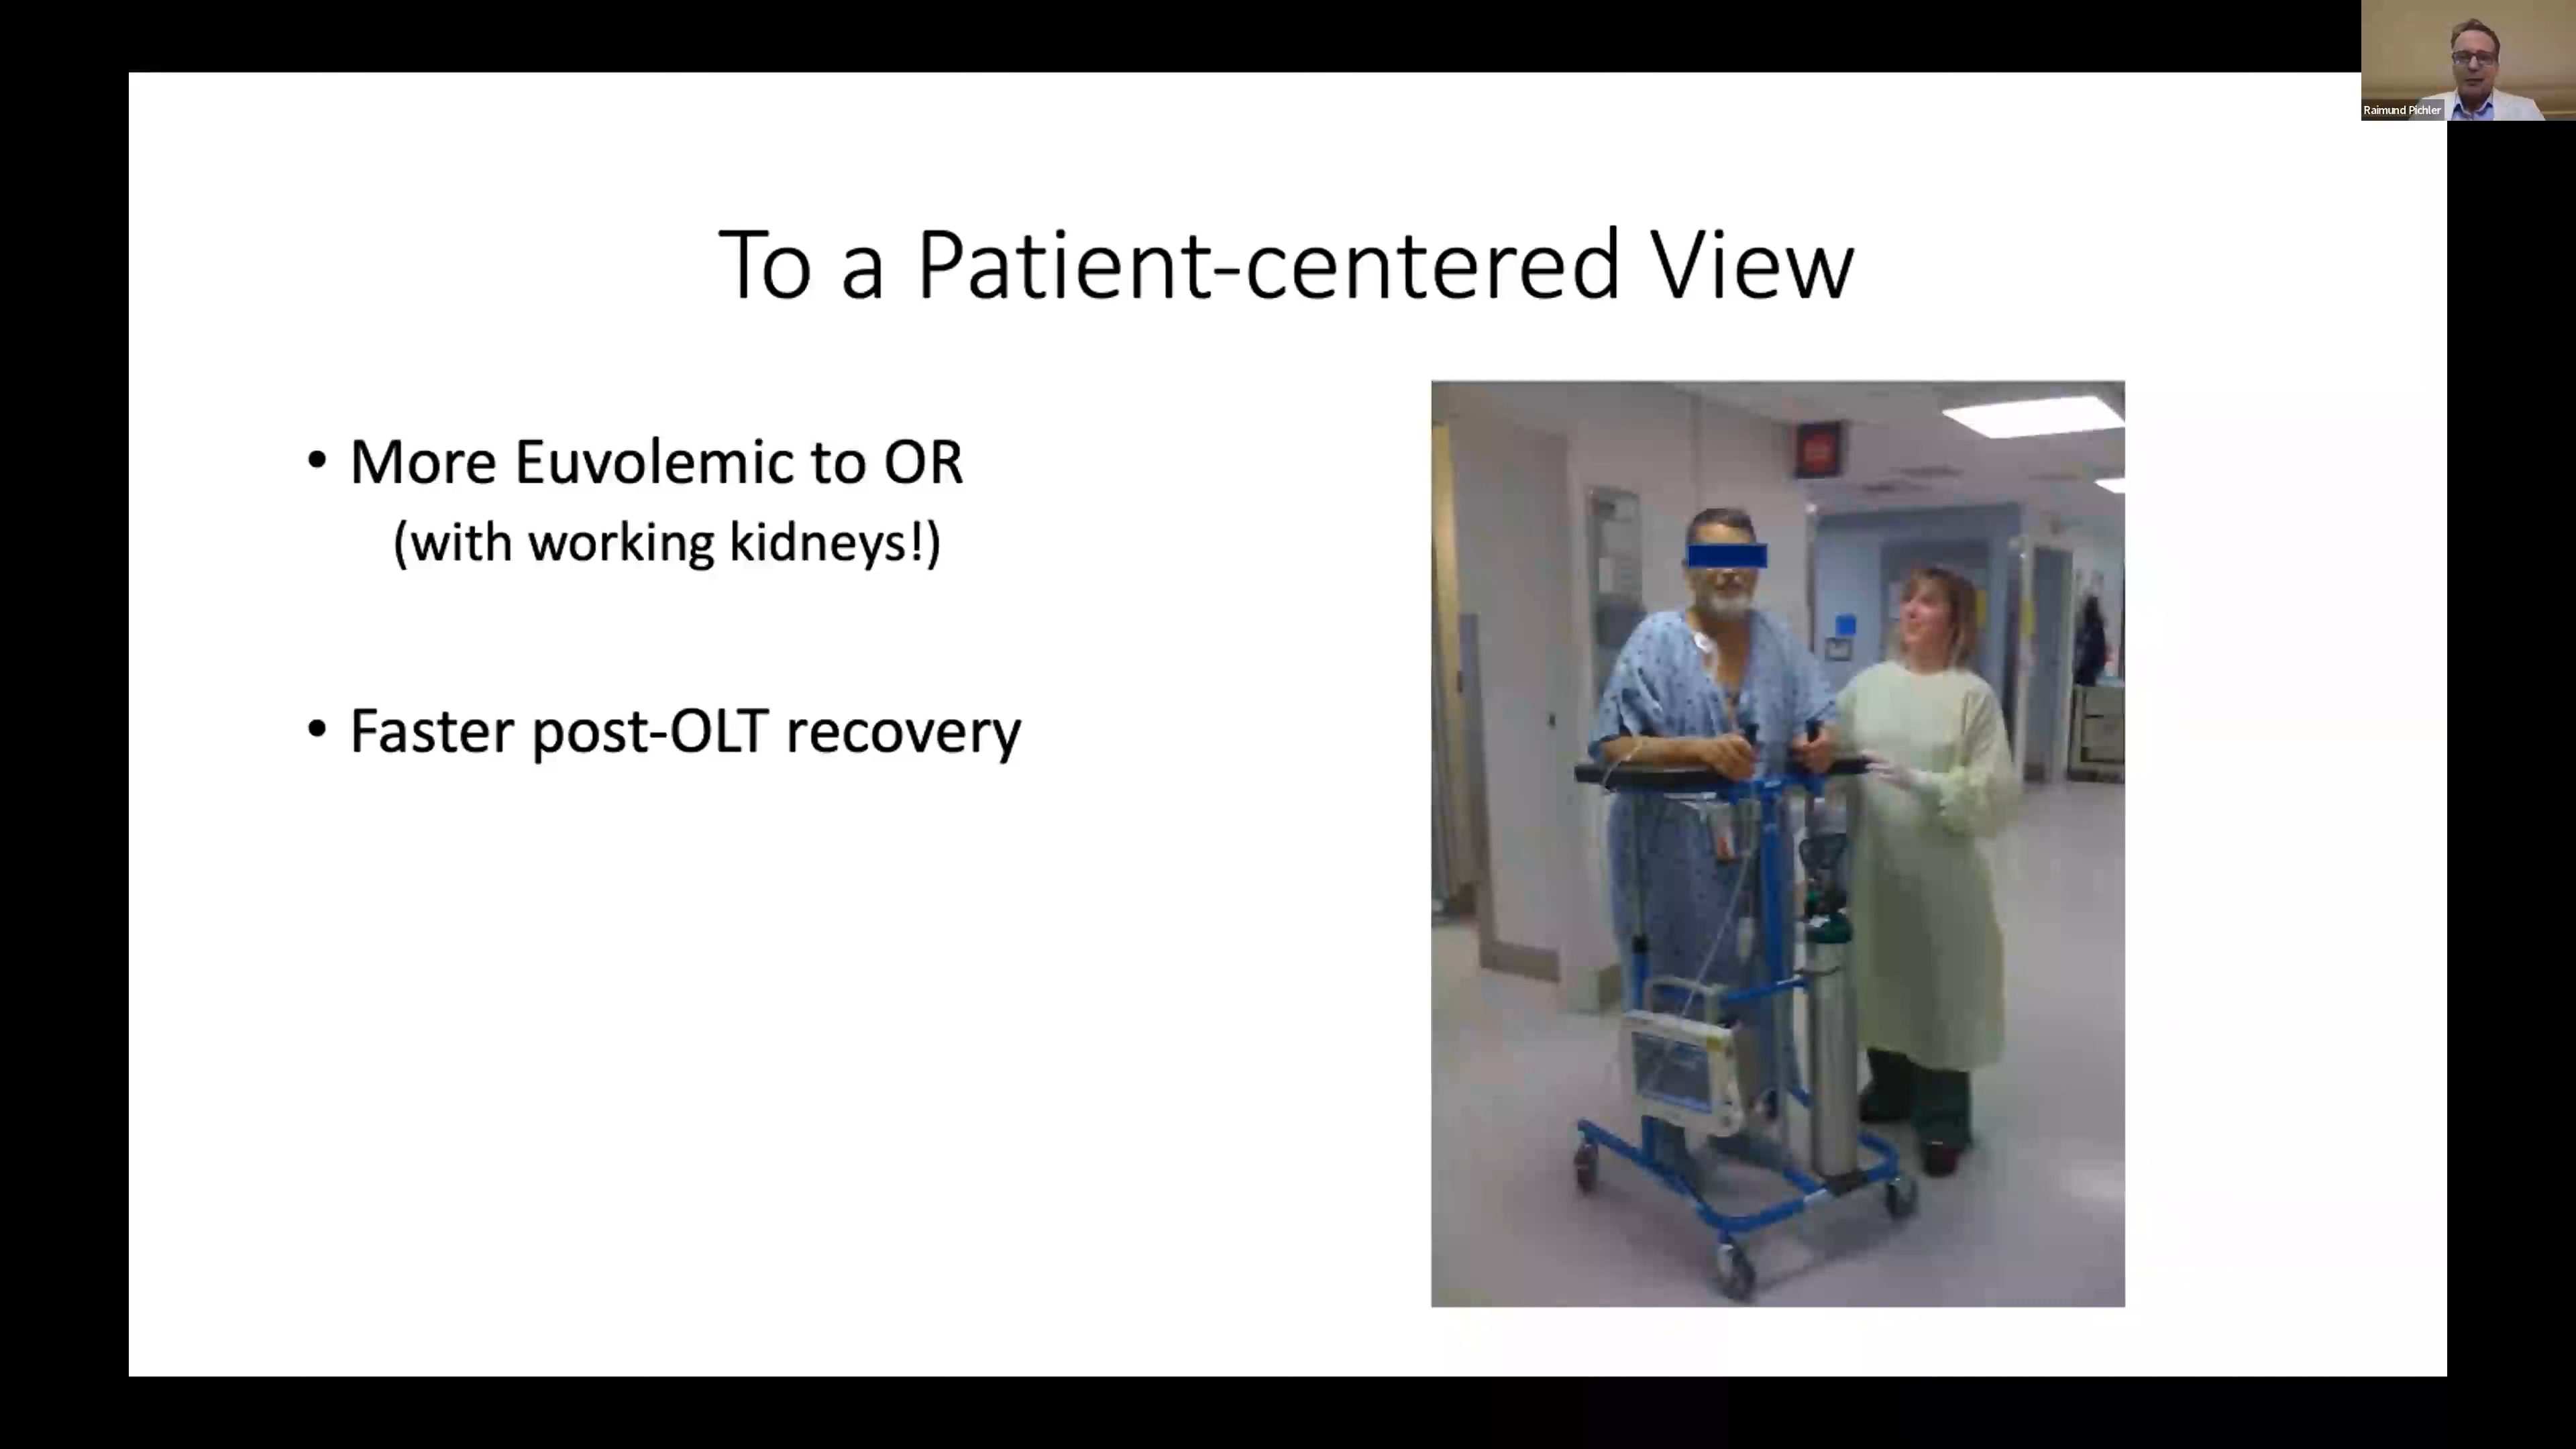 Raimund Pichler
To a Patient-centered View
• More Euvolemic to OR
(with working kidneys!)
• Faster post-OLT recovery